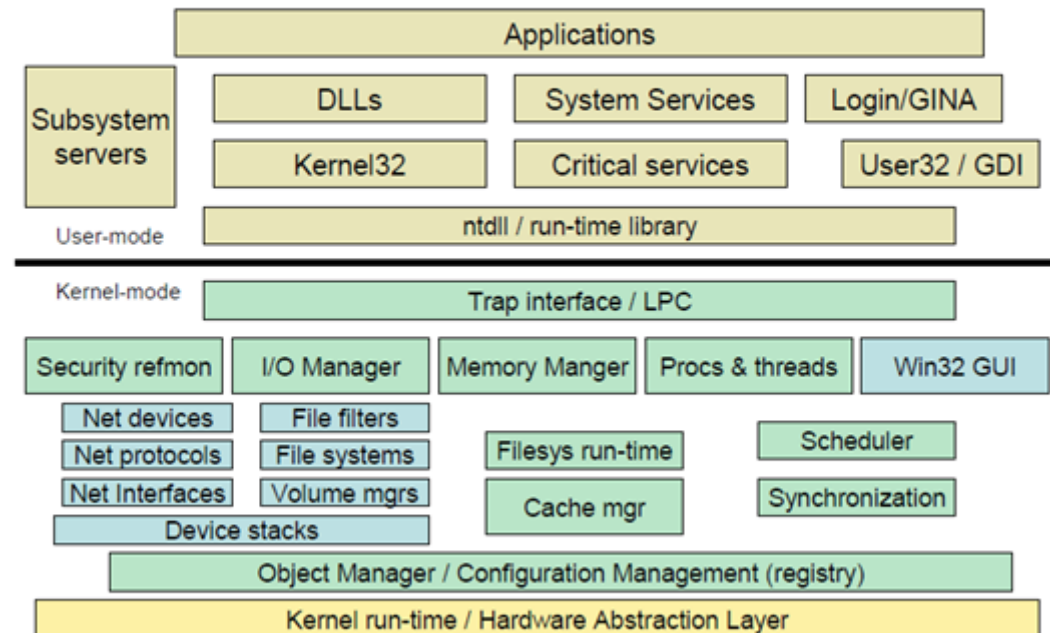 Applications
Subsystem
servers
DLLs
System Services
Login/GINA
Kernel32
Critical services
User32 / GDI
User-mode
ntdll / run-time library
Kernel-mode
Trap interface / LPC
Security refmon
I/O Manager
Memory Manger
Procs & threads
Win32 GUI
Net devices
File filters
Net protocols
File systems
Net Interfaces
Volume mgrs
Device stacks
Filesys run-time
Cache mgr
Scheduler
Synchronization
Object Manager / Configuration Management (registry)
Kernel run-time / Hardware Abstraction Layer